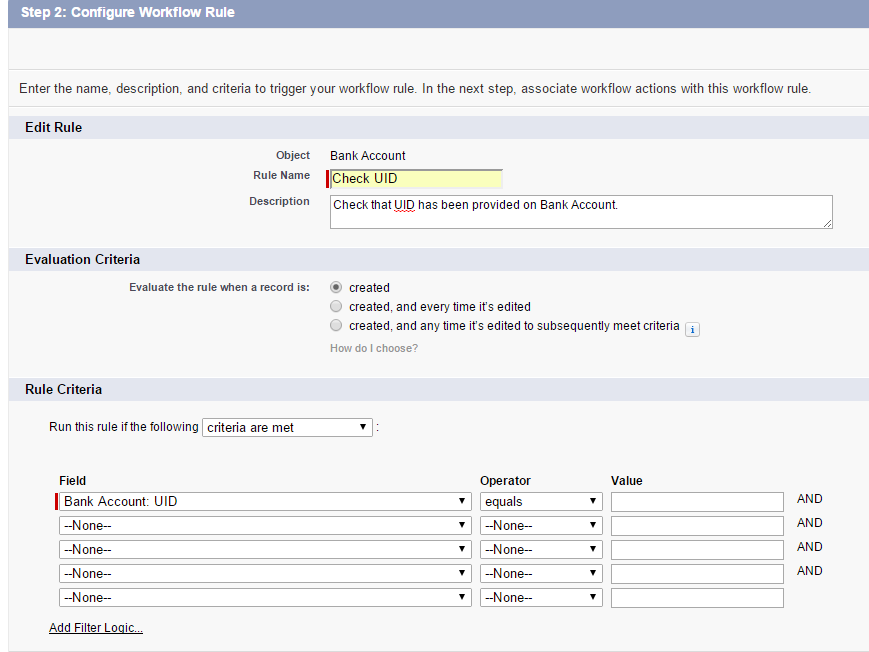 Step 2: Configure Workflow Rule
Enter the name, description, and criteria to trigger your workflow rule. In the next step, associate workflow actions with this workflow rule.
Edit Rule
Object Bank Account
Rule Name Check UID
Description Check that UID has been provided on Bank Account.
Evaluation Criteria
Evaluate the rule when a record is: created
created, and every time it's edited
created, and any time it's edited to subsequently meet criteria i
How do I choose?
Rule Criteria
Run this rule if the following criteria are met :
Field Operator Value
Bank Account: UID equals AND
--None-- --None-- AND
--None-- --None-- AND
--None-- --None-- AND
--None-- --None--
Add Filter Logic...